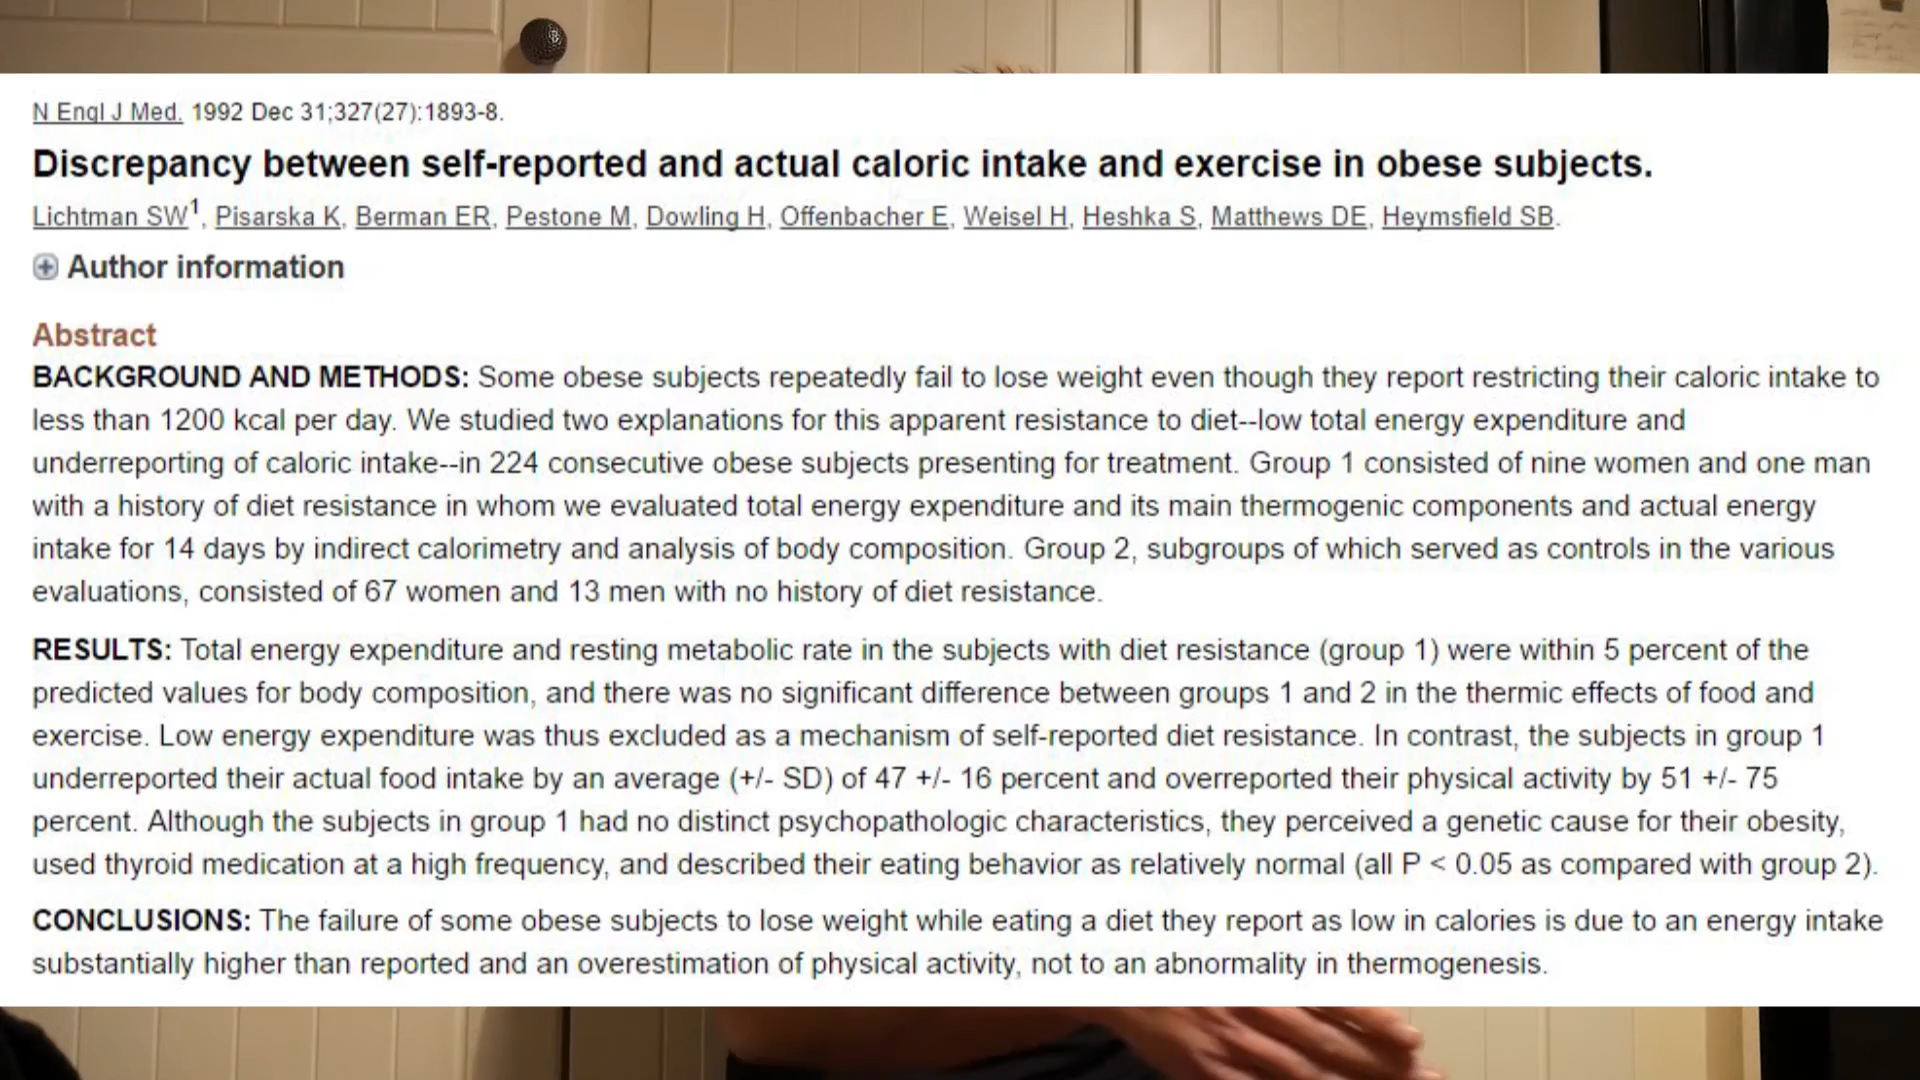 N Engl J Med. 1992 Dec 31;327(27):1893-8.
Discrepancy between self-reported and actual caloric intake and exercise in obese subjects.
Lichtman SW1, Pisarska K, Berman ER, Pestone M, Dowling H, Offenbacher E, Weisel H, Heshka S, Matthews DE, Heymsfield SB.
Author information
Abstract
BACKGROUND AND METHODS: Some obese subjects repeatedly fail to lose weight even though they report restricting their caloric intake to
less than 1200 kcal per day. We studied two explanations for this apparent resistance to diet--low total energy expenditure and
underreporting of caloric intake--in 224 consecutive obese subjects presenting for treatment. Group 1 consisted of nine women and one man
with a history of diet resistance in whom we evaluated total energy expenditure and its main thermogenic components and actual energy
intake for 14 days by indirect calorimetry and analysis of body composition. Group 2, subgroups of which served as controls in the various
evaluations, consisted of 67 women and 13 men with no history of diet resistance.
RESULTS: Total energy expenditure and resting metabolic rate in the subjects with diet resistance (group 1) were within 5 percent of the
predicted values for body composition, and there was no significant difference between groups 1 and 2 in the thermic effects of food and
exercise. Low energy expenditure was thus excluded as a mechanism of self-reported diet resistance. In contrast, the subjects in group 1
underreported their actual food intake by an average (+/- SD) of 47 +/- 16 percent and overreported their physical activity by 51 +/- 75
percent. Although the subjects in group 1 had no distinct psychopathologic characteristics, they perceived a genetic cause for their obesity,
used thyroid medication at a high frequency, and described their eating behavior as relatively normal (all P < 0.05 as compared with group 2).
CONCLUSIONS: The failure of some obese subjects to lose weight while eating a diet they report as low in calories is due to an energy intake
substantially higher than reported and an overestimation of physical activity, not to an abnormality in thermogenesis.